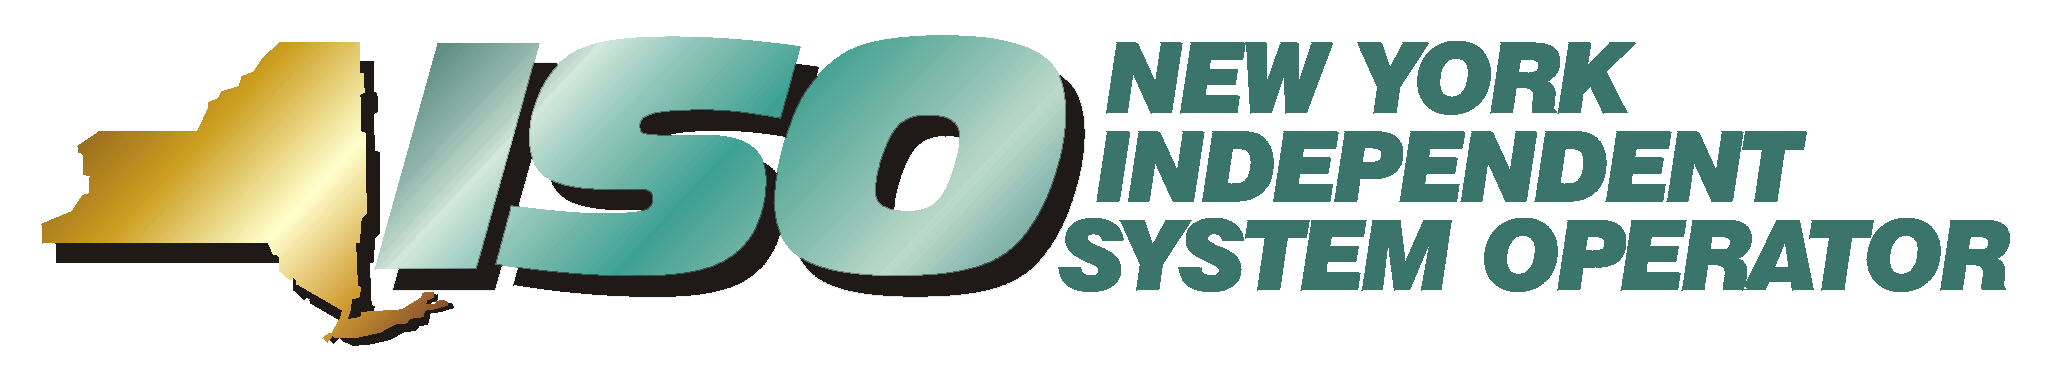 ISO
NEW YORK
INDEPENDENT
SYSTEM OPERATOR